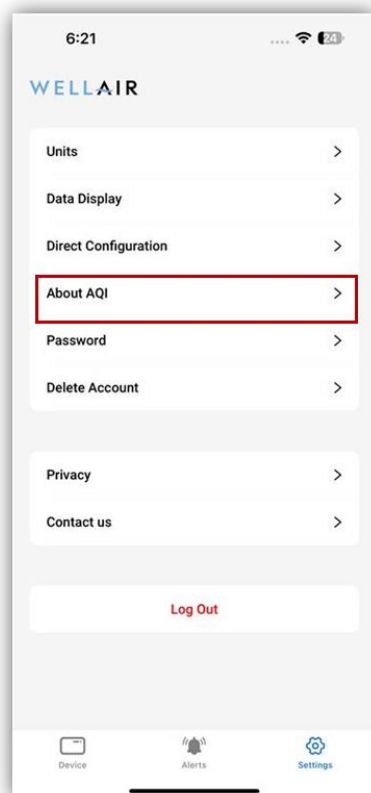 6:21
24
WELLAIR
Units
Data Display
Direct Configuration
About AQI
Password
Delete Account
Privacy
Contact us
Log Out
Device Alerts Settings